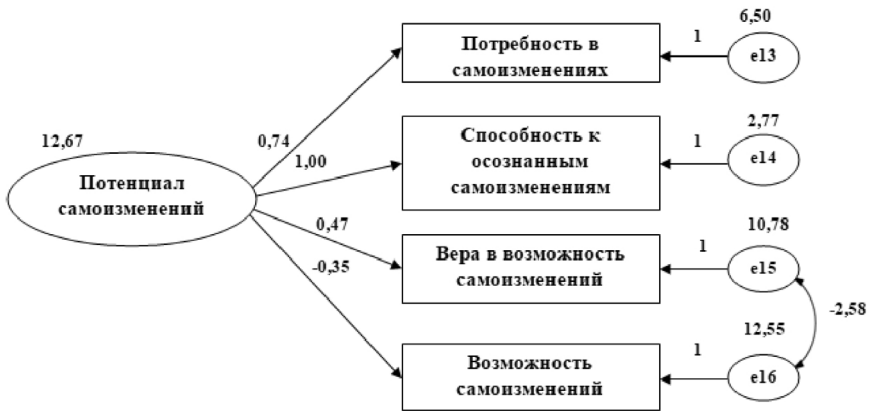 6,50
Потребность в
самоизменениях
1
e13
12,67
0,74
1,00
2,77
Способность к
осознанным
самоизменениям
1
e14
Потенциал
самоизменений
0,47
-0,35
10,78
Вера в возможность
самоизменений
1
e15
-2,58
12,55
Возможность
самоизменений
1
e16